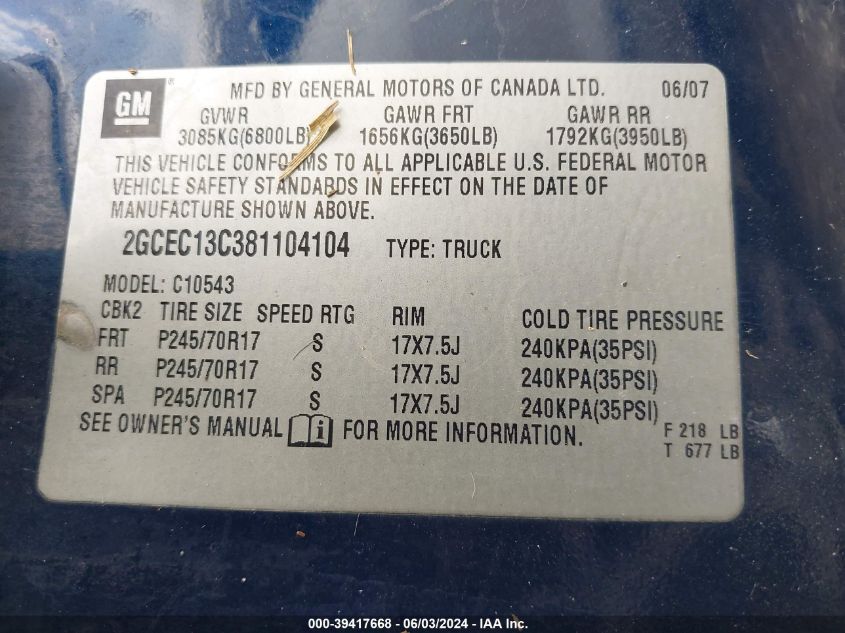 GM
®
MFD BY GENERAL MOTORS OF CANADA LTD. 06/07
GVWR GAWR FRT GAWR RR
3085KG(6800LB) 1656KG(3650LB) 1792KG(3950LB)
THIS VEHICLE CONFORMS TO ALL APPLICABLE U.S. FEDERAL MOTOR
VEHICLE SAFETY STANDARDS IN EFFECT ON THE DATE OF
MANUFACTURE SHOWN ABOVE.
2GCEC13C381104104 TYPE: TRUCK
MODEL: C10543
CBK2 TIRE SIZE SPEED RTG RIM COLD TIRE PRESSURE
FRT P245/70R17 S 17X7.5J 240KPA(35PSI)
RR P245/70R17 S 17X7.5J 240KPA(35PSI)
SPA P245/70R17 S 17X7.5J 240KPA(35PSI)
SEE OWNER'S MANUAL i FOR MORE INFORMATION.
F 218 LB
T 677 LB
000-39417668 - 06/03/2024 - IAA Inc.